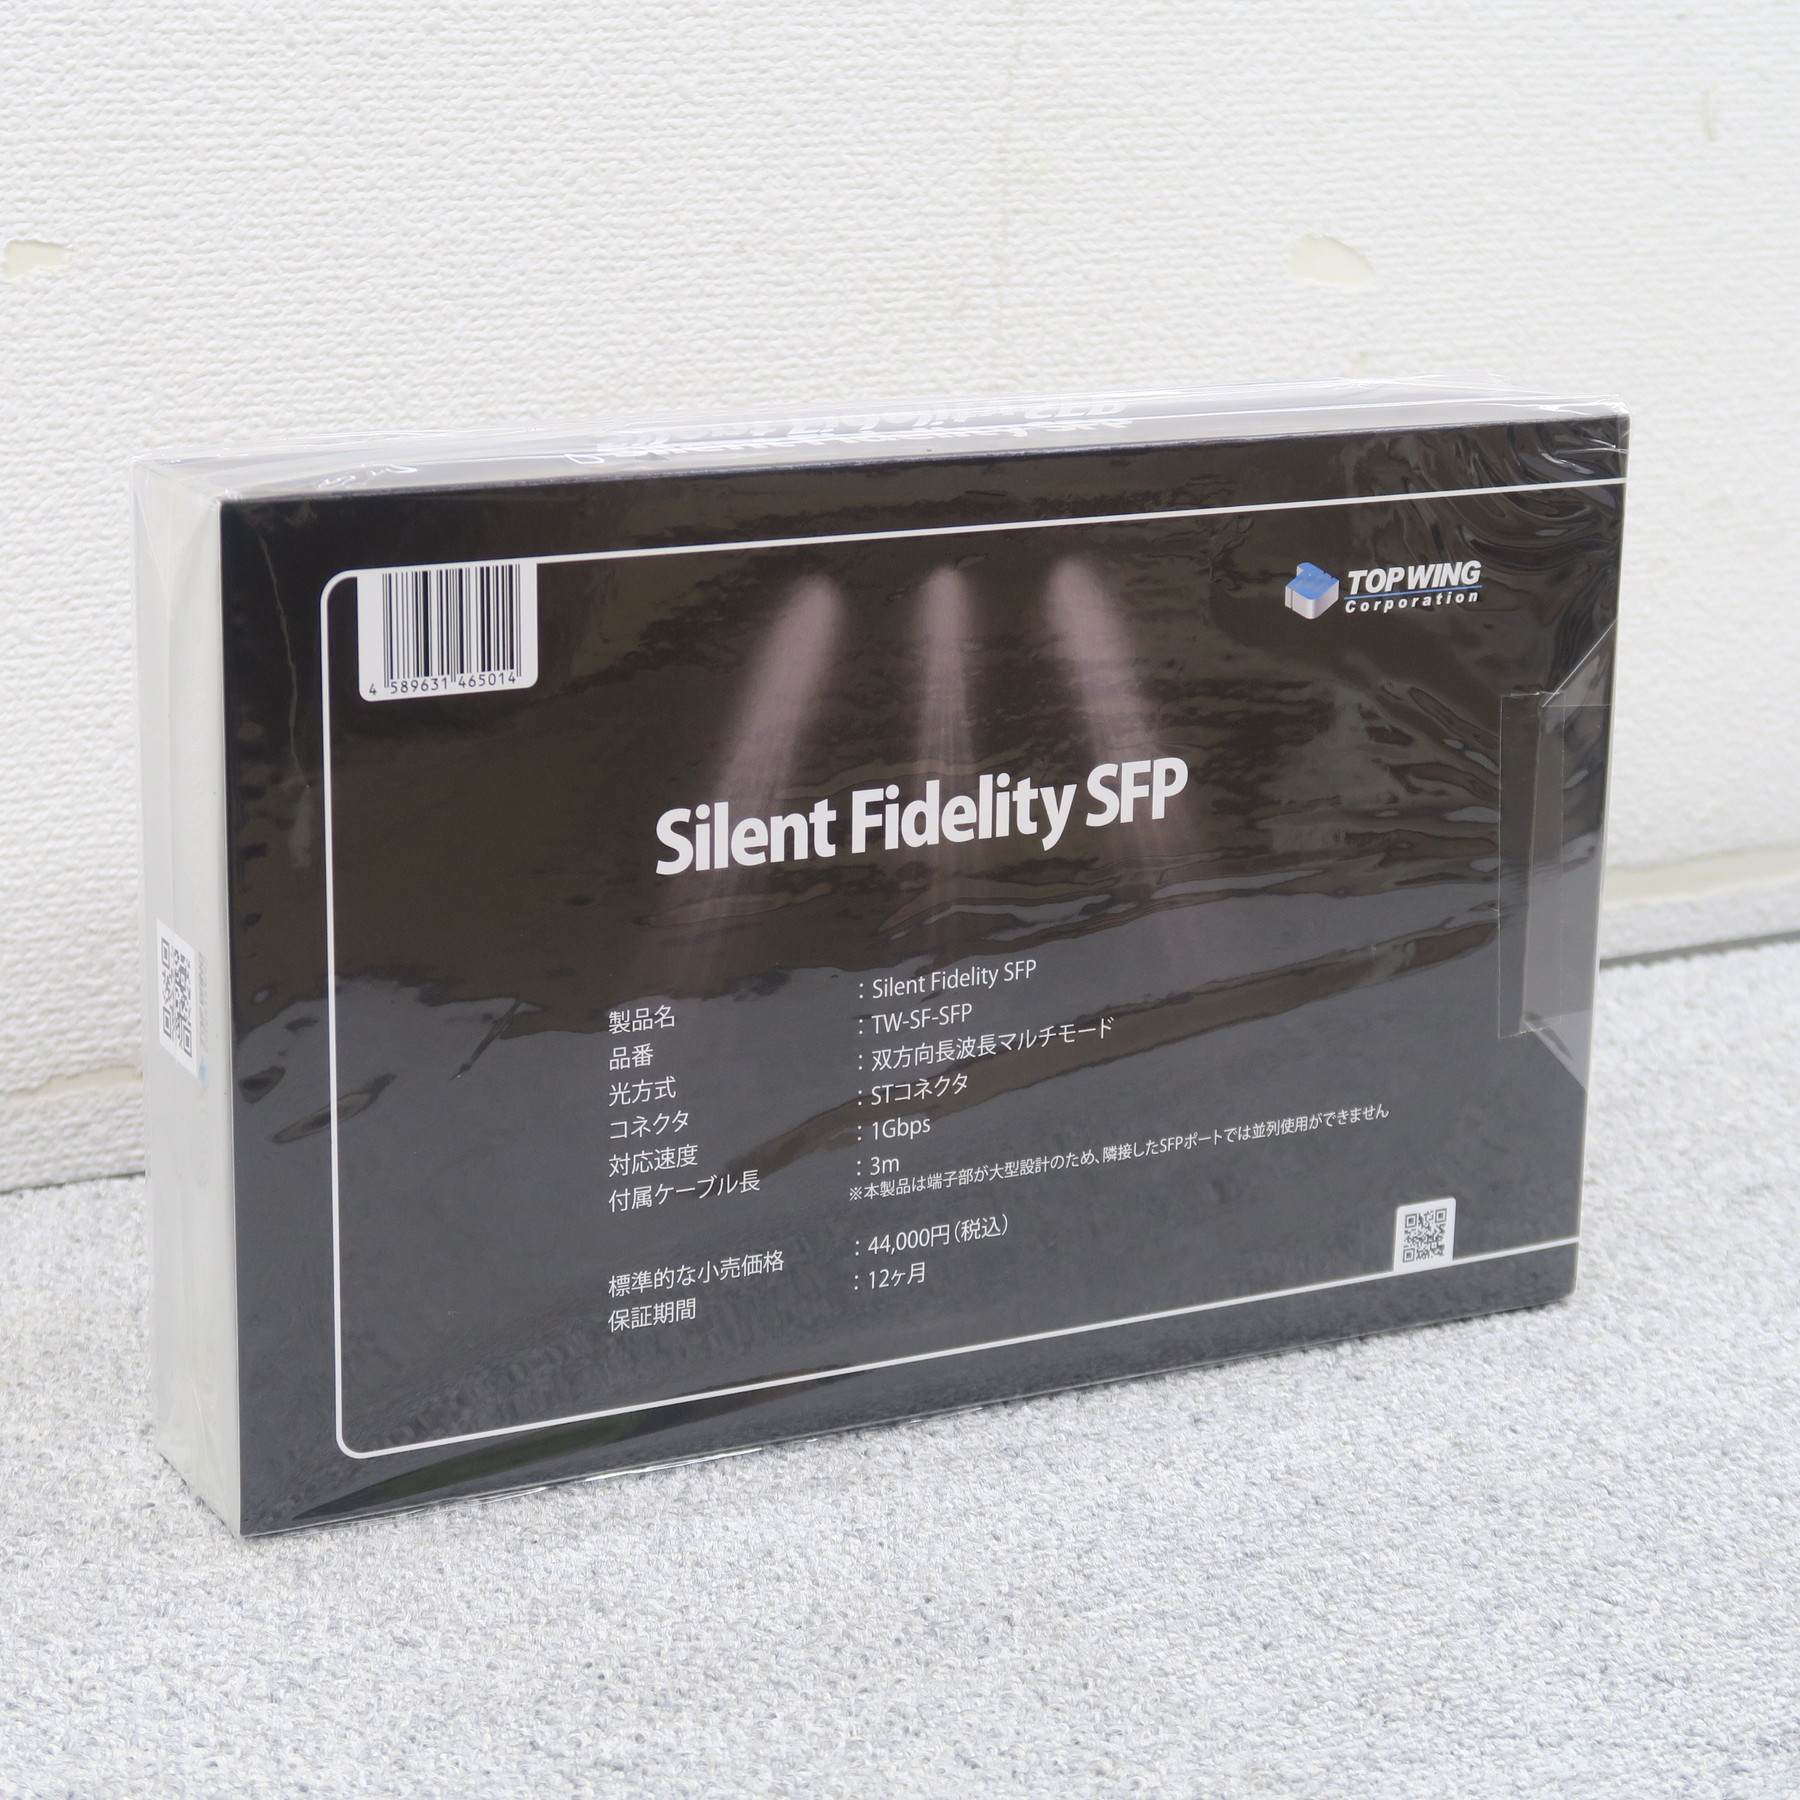 4 589631 465014
TOP WING
Corporation
Silent Fidelity SFP
製品名 : Silent Fidelity SFP
品番 : TW-SF-SFP
光方式 : 双方向長波長マルチモード
コネクタ : STコネクタ
対応速度 : 1Gbps
付属ケーブル長 : 3m
※本製品は端子部が大型設計のため、隣接したSFPポートでは並列使用ができません
標準的な小売価格 : 44,000円(税込)
保証期間 : 12ヶ月